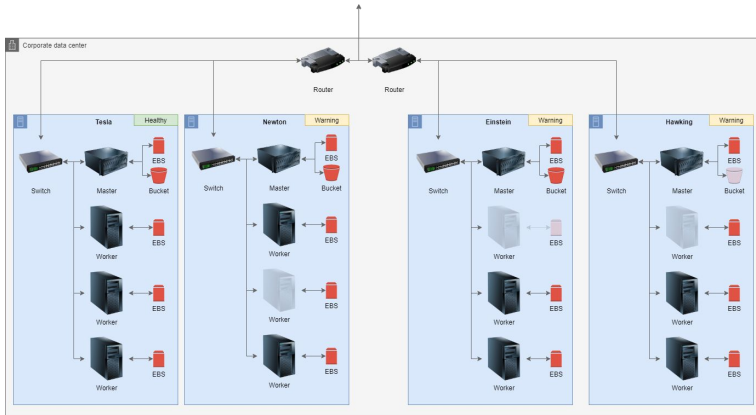 Corporate data center
Router
Router
Tesla
Healthy
Newton
Warning
Einstein
Warning
Hawking
Warning
EBS
EBS
EBS
EBS
Switch
Master
Bucket
Switch
Master
Bucket
Switch
Master
Bucket
Switch
Master
Bucket
EBS
EBS
EBS
EBS
Worker
Worker
Worker
Worker
EBS
EBS
EBS
EBS
Worker
Worker
Worker
Worker
EBS
EBS
EBS
EBS
Worker
Worker
Worker
Worker